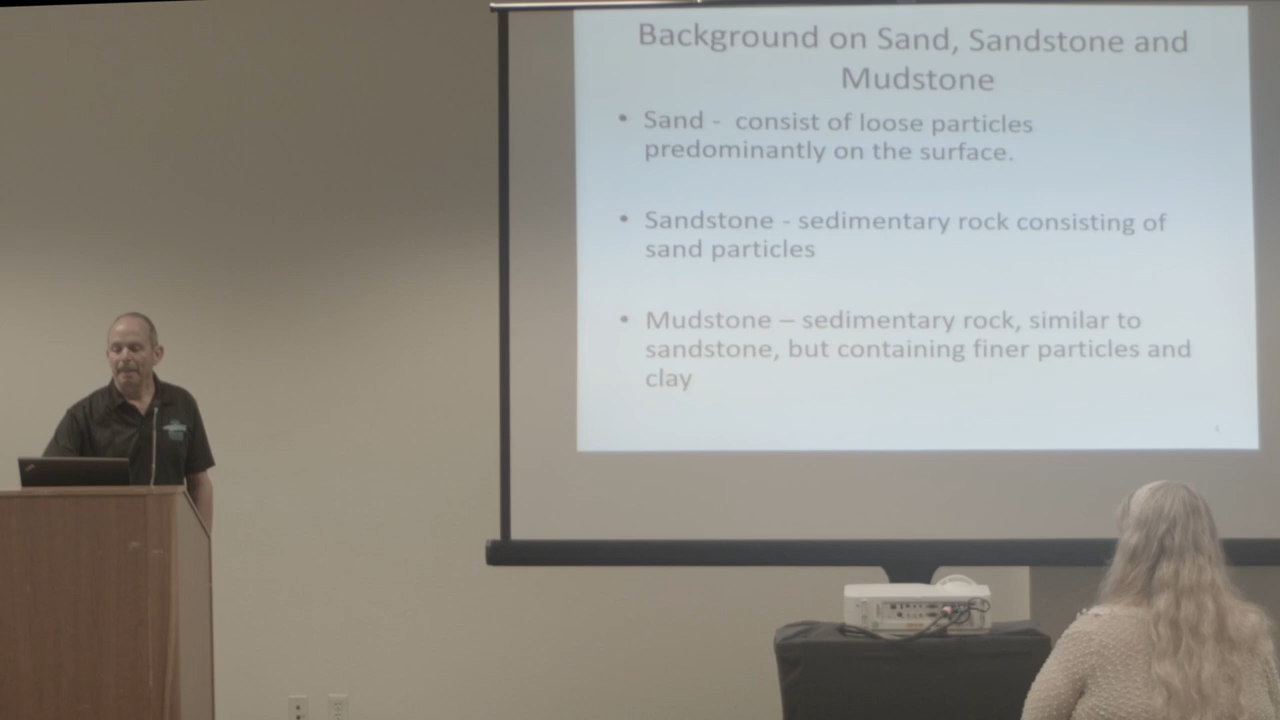 Background on Sand, Sandstone and
Mudstone
• Sand - consist of loose particles
predominantly on the surface.
• Sandstone - sedimentary rock consisting of
sand particles
• Mudstone – sedimentary rock, similar to
sandstone, but containing finer particles and
clay